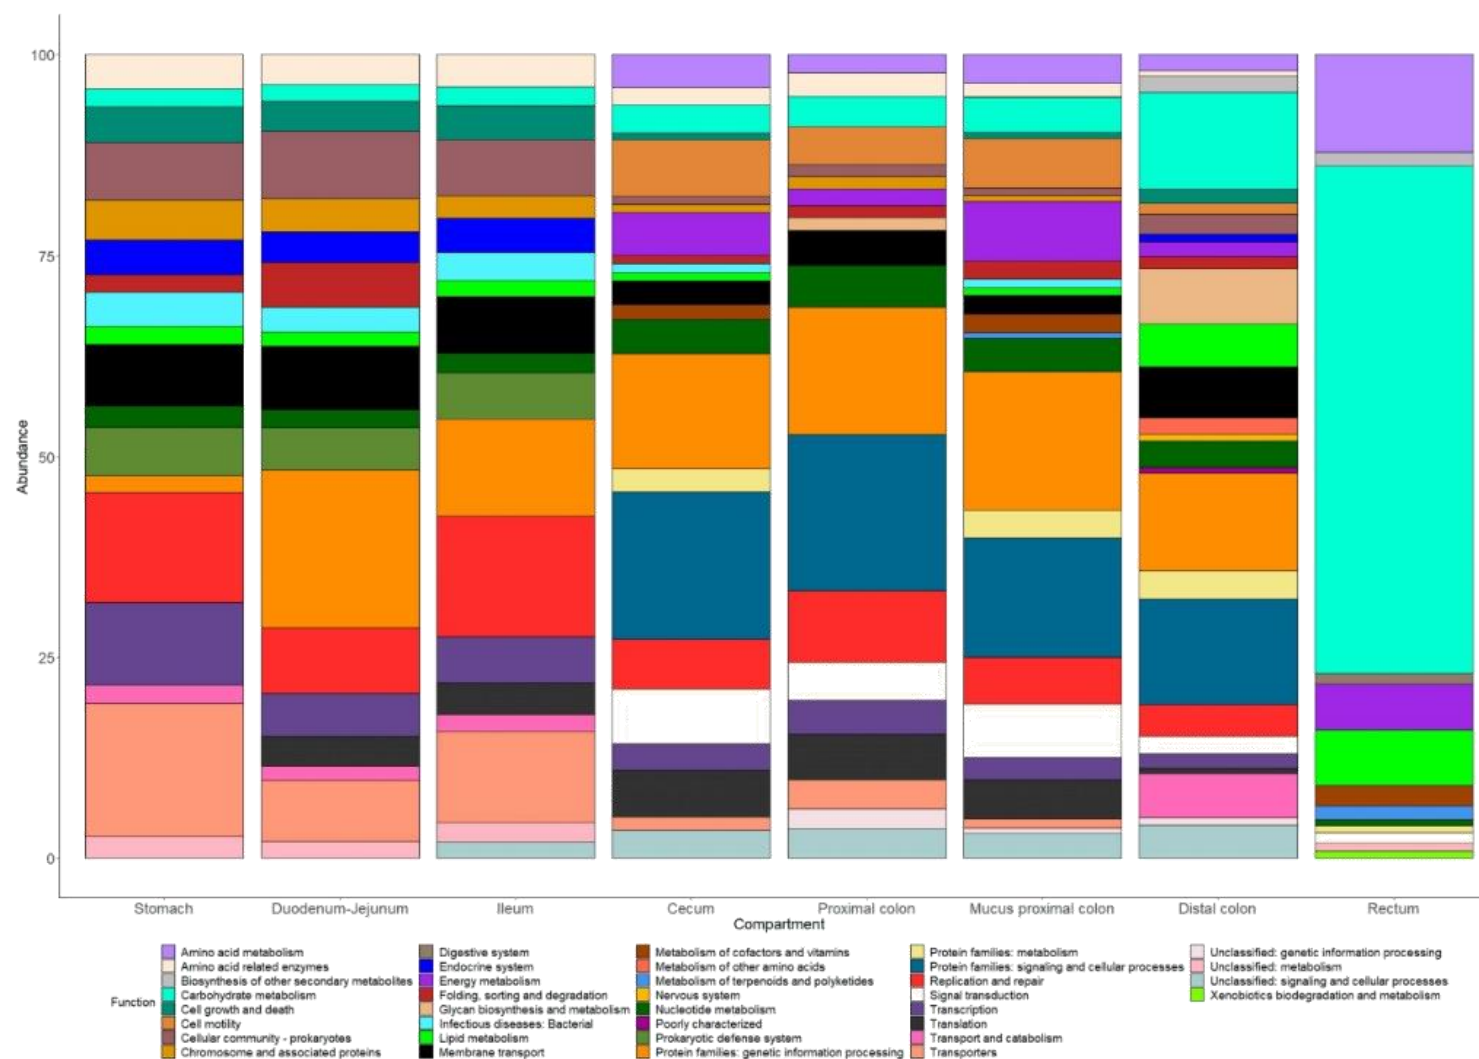 100
75
50
25
0
Abundance
Stomach Duodenum-Jejunum Ileum Cecum Proximal colon Mucus proximal colon Distal colon Rectum
Compartment
Function
Amino acid metabolism
Amino acid related enzymes
Biosynthesis of other secondary metabolites
Carbohydrate metabolism
Cell growth and death
Cell motility
Cellular community - prokaryotes
Chromosome and associated proteins
Digestive system
Endocrine system
Energy metabolism
Folding, sorting and degradation
Glycan biosynthesis and metabolism
Infectious diseases: Bacterial
Lipid metabolism
Membrane transport
Metabolism of cofactors and vitamins
Metabolism of other amino acids
Metabolism of terpenoids and polyketides
Nervous system
Nucleotide metabolism
Poorly characterized
Prokaryotic defense system
Protein families: genetic information processing
Protein families: metabolism
Protein families: signaling and cellular processes
Replication and repair
Signal transduction
Transcription
Translation
Transport and catabolism
Transporters
Unclassified: genetic information processing
Unclassified: metabolism
Unclassified: signaling and cellular processes
Xenobiotics biodegradation and metabolism